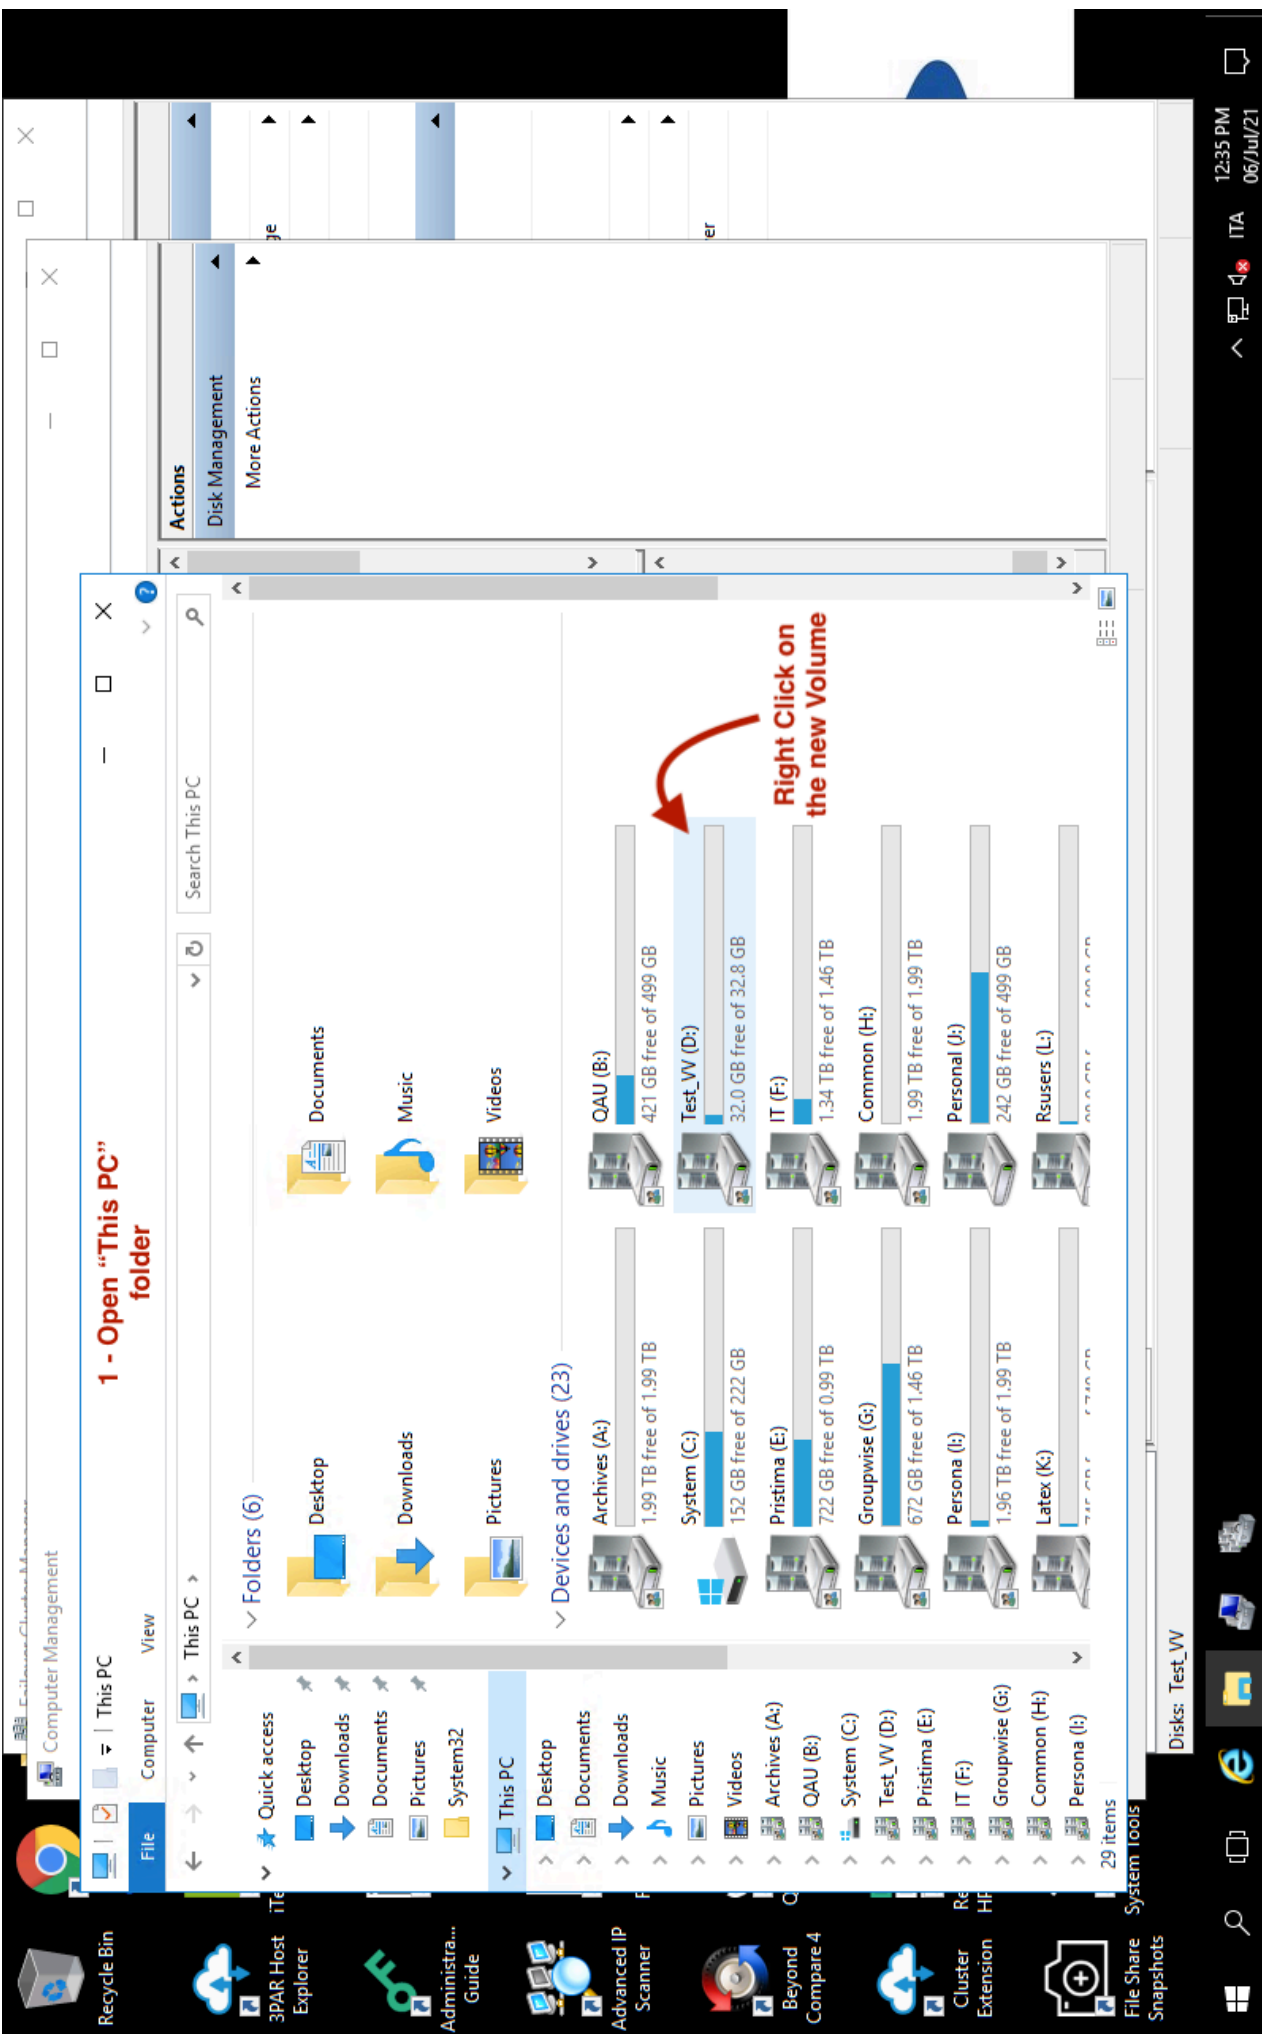 Recycle Bin
3PAR Host
Explorer
Administra...
Guide
Advanced IP
Scanner
Beyond
Compare 4
Cluster
Extension
File Share
Snapshots
System Tools
Failover Cluster Manager
Computer Management
This PC
1 - Open “This PC”
folder
File
Computer
View
This PC
Search This PC
Quick access
Desktop
Downloads
Documents
Pictures
System32
This PC
Desktop
Documents
Downloads
Music
Pictures
Videos
Archives (A:)
QAU (B:)
System (C:)
Test_VV (D:)
Pristima (E:)
IT (F:)
Groupwise (G:)
Common (H:)
Persona (I:)
29 items
Folders (6)
Desktop
Documents
Downloads
Music
Pictures
Videos
Devices and drives (23)
Archives (A:)
1.99 TB free of 1.99 TB
QAU (B:)
421 GB free of 499 GB
System (C:)
152 GB free of 222 GB
Test_VV (D:)
32.0 GB free of 32.8 GB
Pristima (E:)
722 GB free of 0.99 TB
IT (F:)
1.34 TB free of 1.46 TB
Groupwise (G:)
672 GB free of 1.46 TB
Common (H:)
1.99 TB free of 1.99 TB
Persona (I:)
1.96 TB free of 1.99 TB
Personal (J:)
242 GB free of 499 GB
Latex (K:)
Rsusers (L:)
Right Click on
the new Volume
Actions
Disk Management
More Actions
ge
er
Disks: Test_VV
ITA
12:35 PM
06/Jul/21